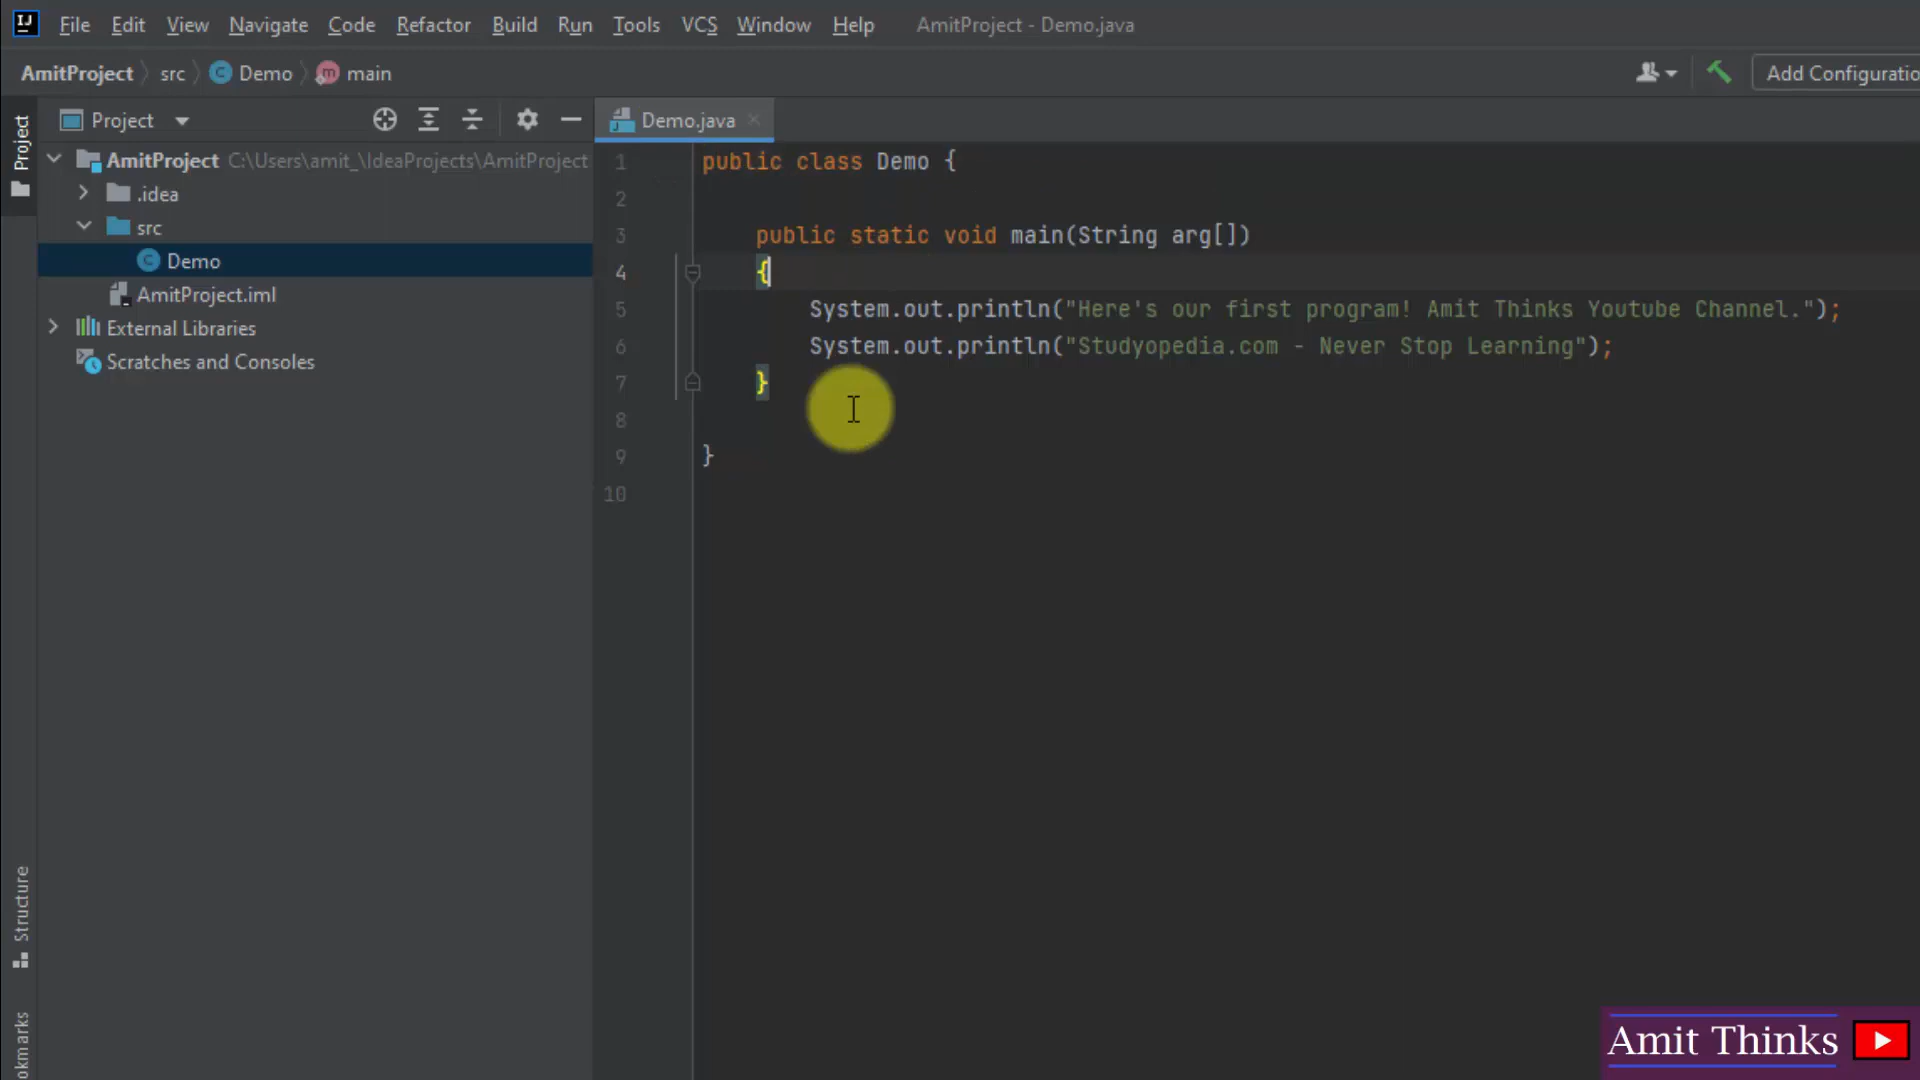 File Edit View Navigate Code Refactor Build Run Tools VCS Window Help AmitProject - Demo.java
AmitProject src Demo main Add Configuratio
Project
Project
Demo.java
AmitProject C:\Users\amit_\IdeaProjects\AmitProject
.idea
src
Demo
AmitProject.iml
External Libraries
Scratches and Consoles
1 public class Demo {
2
3 public static void main(String arg[])
4 {
5 System.out.println("Here's our first program! Amit Thinks Youtube Channel.");
6 System.out.println("Studyopedia.com - Never Stop Learning");
7 }
8
9 }
10
Structure
okmarks
Amit Thinks